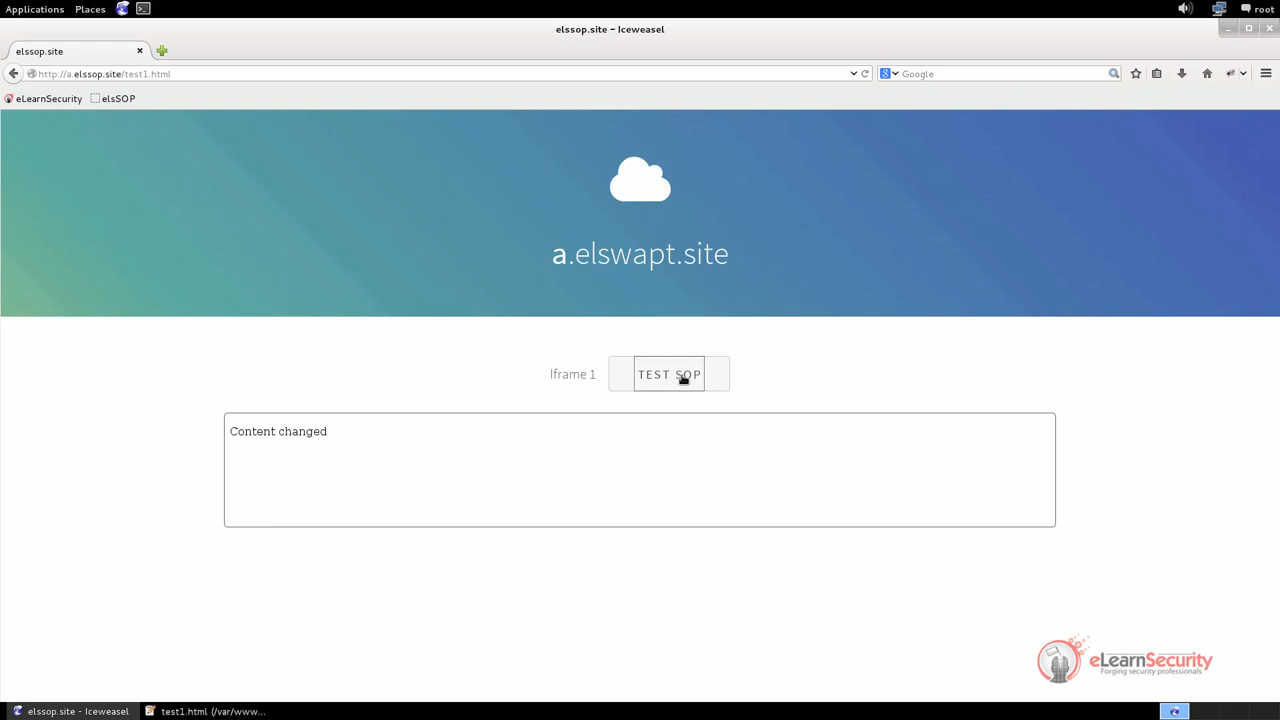 Applications Places root
elssop.site - Iceweasel
elssop.site
http://a.elssop.site/test1.html Google
eLearnSecurity elsSOP
a.elswapt.site
Iframe 1 TEST SOP
Content changed
eLearnSecurity
Forging security professionals
elssop.site - Iceweasel test1.html (/var/www...